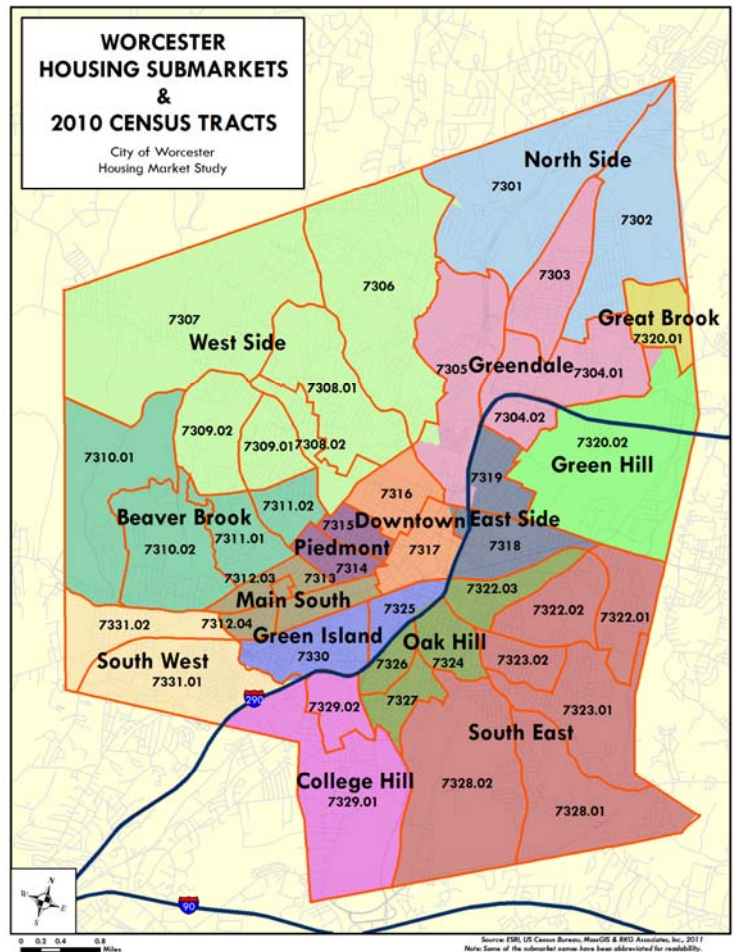 WORCESTER
HOUSING SUBMARKETS
&
2010 CENSUS TRACTS
City of Worcester
Housing Market Study
North Side
7301
7302
7303
7306
7307
West Side
Great Brook
7320.01
7305
Greendale
7304.01
7308.01
7304.02
7309.02
7309.01
7308.02
7320.02
Green Hill
7310.01
7319
7316
7311.02
Beaver Brook
7315
Downtown
East Side
7310.02
7311.01
Piedmont
7317
7318
7314
7312.03
7313
7322.03
Main South
7322.02
7322.01
7331.02
7312.04
7325
Green Island
Oak Hill
South West
7330
7326
7324
7323.02
7331.01
290
7329.02
7327
7323.01
South East
College Hill
7329.01
7328.02
7328.01
N
W
E
S
90
0 0.2 0.4 0.8
Miles
Source: ESRI, US Census Bureau, MassGIS & RKG Associates, Inc., 2011
Note: Some of the submarket names have been abbreviated for readability.